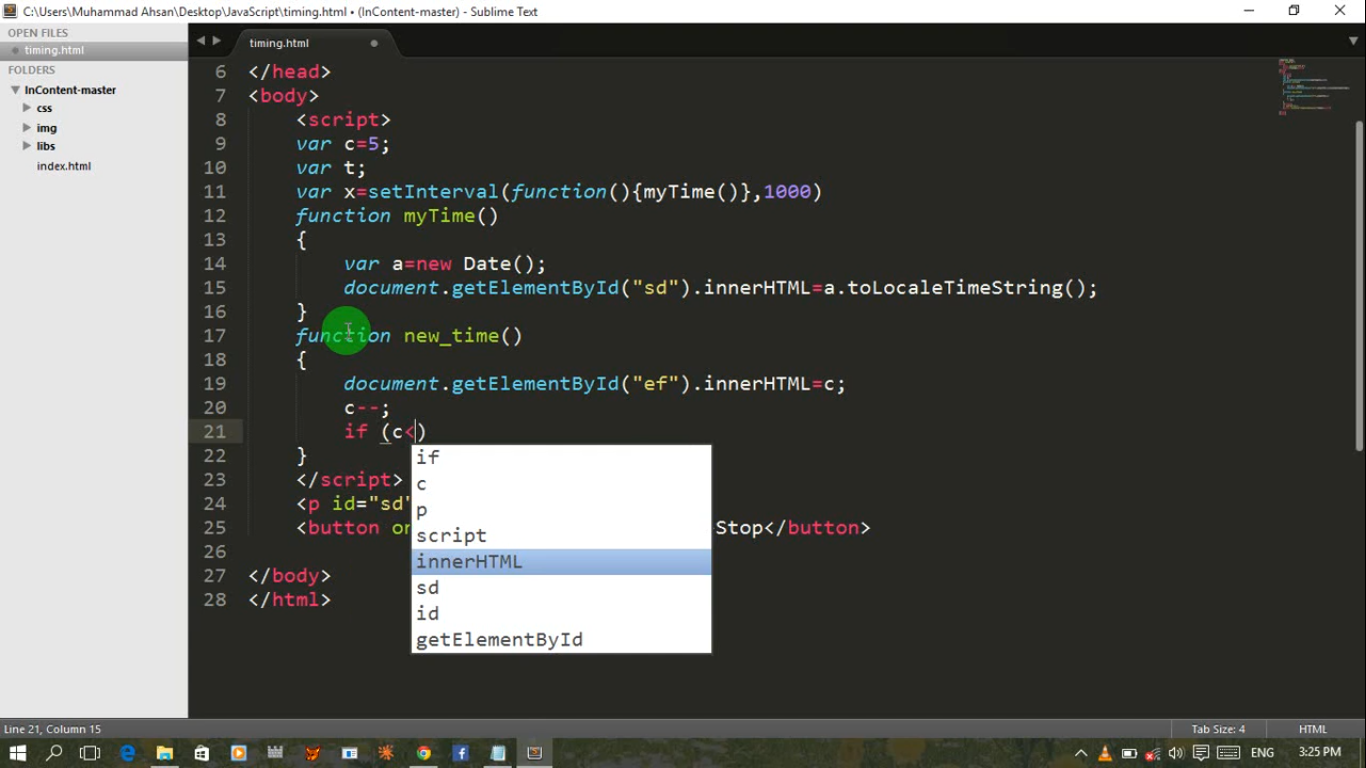 C:\Users\Muhammad Ahsan\Desktop\JavaScript\timing.html • (InContent-master) - Sublime Text
OPEN FILES
timing.html
FOLDERS
InContent-master
css
img
libs
index.html
timing.html
6 </head>
7 <body>
8 <script>
9 var c=5;
10 var t;
11 var x=setInterval(function(){myTime()},1000)
12 function myTime()
13 {
14 var a=new Date();
15 document.getElementById("sd").innerHTML=a.toLocaleTimeString();
16 }
17 function new_time()
18 {
19 document.getElementById("ef").innerHTML=c;
20 c--;
21 if (c<)
22 }
23 </script>
24 <p id="sd"
25 <button on Stop</button>
26
27 </body>
28 </html>
if
c
p
script
innerHTML
sd
id
getElementById
Line 21, Column 15
Tab Size: 4
HTML
ENG
3:25 PM